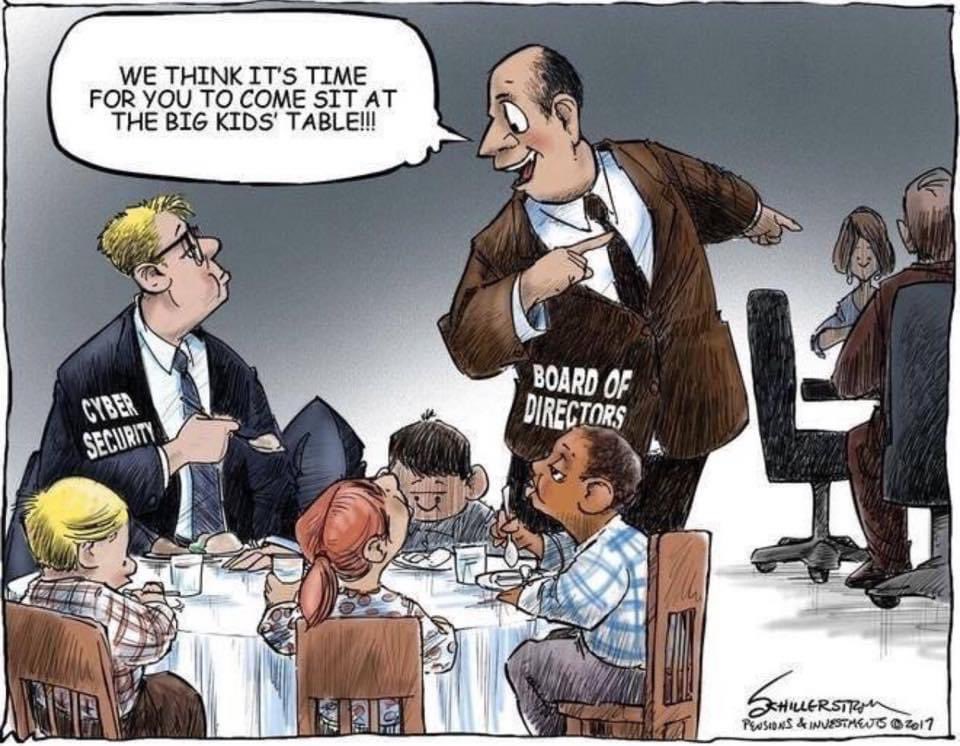 WE THINK IT'S TIME
FOR YOU TO COME SIT AT
THE BIG KIDS' TABLE!!!
CYBER
SECURITY
BOARD OF
DIRECTORS
SCHILLERSTROM
PENSIONS & INVESTMENTS © 2017